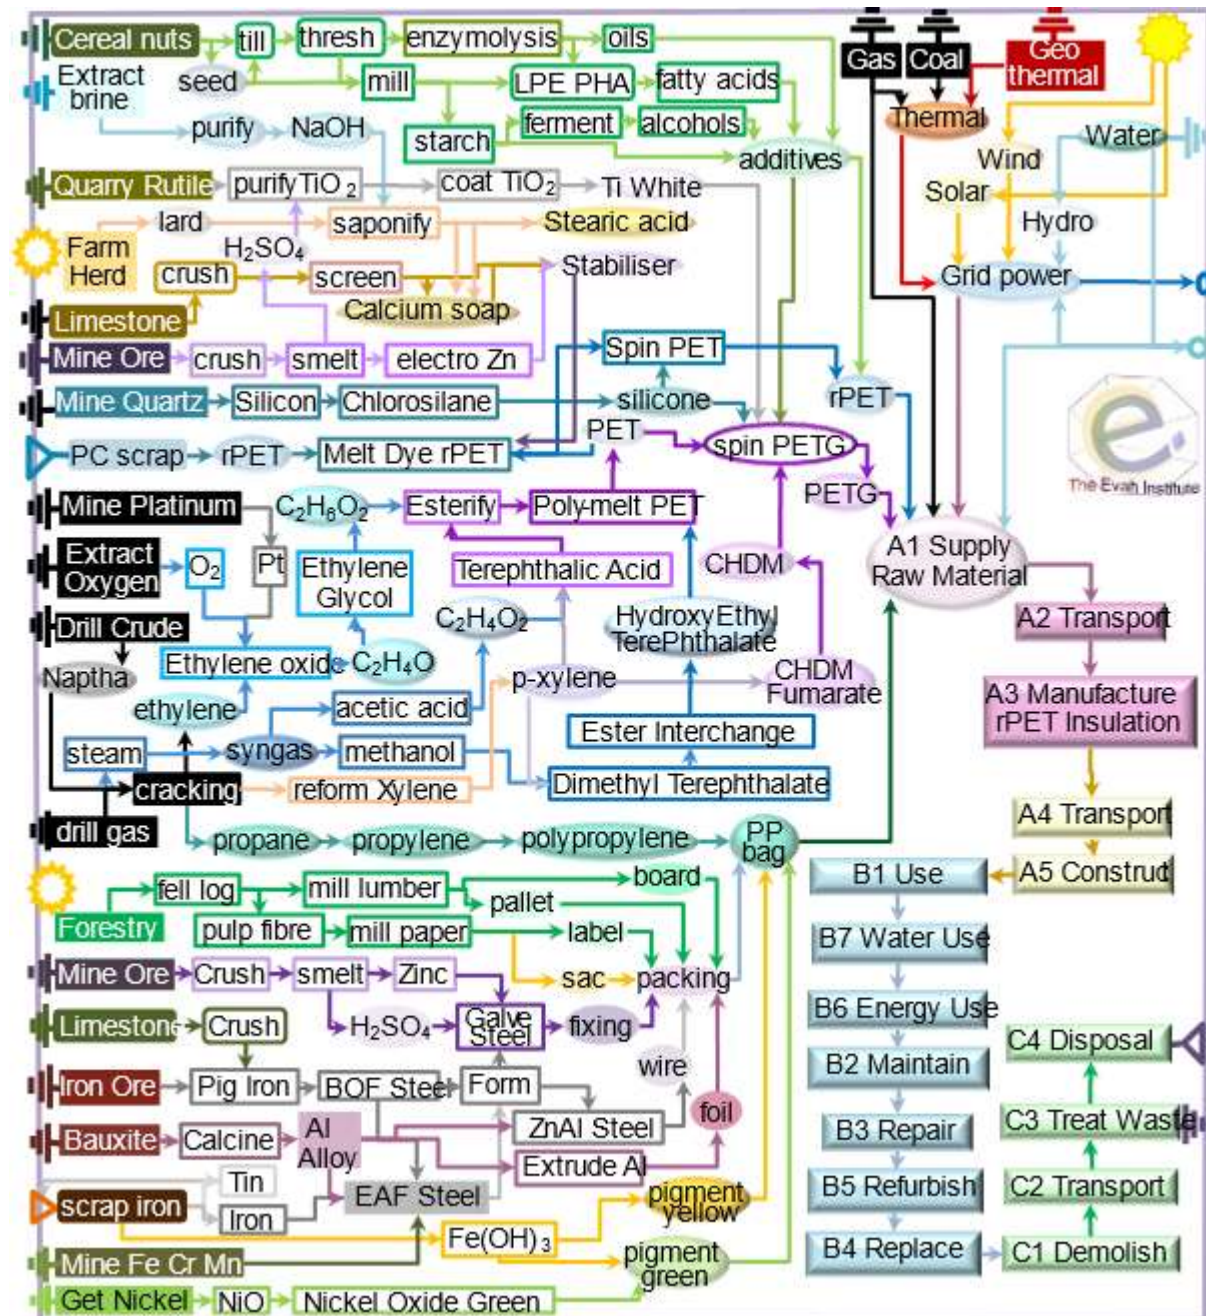 Cereal nuts
till
thresh
enzymolysis
oils
Gas
Coal
Geo
thermal
Extract
brine
seed
mill
LPE PHA
fatty acids
purify
NaOH
starch
ferment
alcohols
additives
Thermal
Wind
Water
Quarry Rutile
purifyTiO2
coat TiO2
Ti White
Solar
Hydro
lard
saponify
Stearic acid
Farm
Herd
H2SO4
crush
screen
Stabiliser
Grid power
Calcium soap
Limestone
Mine Ore
crush
smelt
electro Zn
Spin PET
Mine Quartz
Silicon
Chlorosilane
silicone
rPET
PET
spin PETG
PC scrap
rPET
Melt Dye rPET
e.
The Evah Institute
PETG
Mine Platinum
C2H6O2
Esterify
Poly-melt PET
Extract
Oxygen
O2
Pt
Ethylene
Glycol
Terephthalic Acid
CHDM
A1 Supply
Raw Material
Drill Crude
C2H4O2
HydroxyEthyl
TerePhthalate
A2 Transport
Naptha
Ethylene oxide
C2H4O
p-xylene
CHDM
Fumarate
A3 Manufacture
rPET Insulation
ethylene
acetic acid
Ester Interchange
steam
syngas
methanol
cracking
reform Xylene
Dimethyl Terephthalate
drill gas
propane
propylene
polypropylene
PP
bag
A4 Transport
A5 Construct
B1 Use
fell log
mill lumber
board
pallet
Forestry
pulp fibre
mill paper
label
B7 Water Use
Mine Ore
Crush
smelt
Zinc
sac
packing
B6 Energy Use
Limestone
Crush
H2SO4
Galve
Steel
fixing
C4 Disposal
B2 Maintain
wire
Iron Ore
Pig Iron
BOF Steel
Form
foil
B3 Repair
C3 Treat Waste
Bauxite
Calcine
Al
Alloy
ZnAl Steel
Extrude Al
B5 Refurbish
C2 Transport
scrap iron
Tin
Iron
EAF Steel
pigment
yellow
Fe(OH)3
pigment
green
B4 Replace
C1 Demolish
Mine Fe Cr Mn
Get Nickel
NiO
Nickel Oxide Green